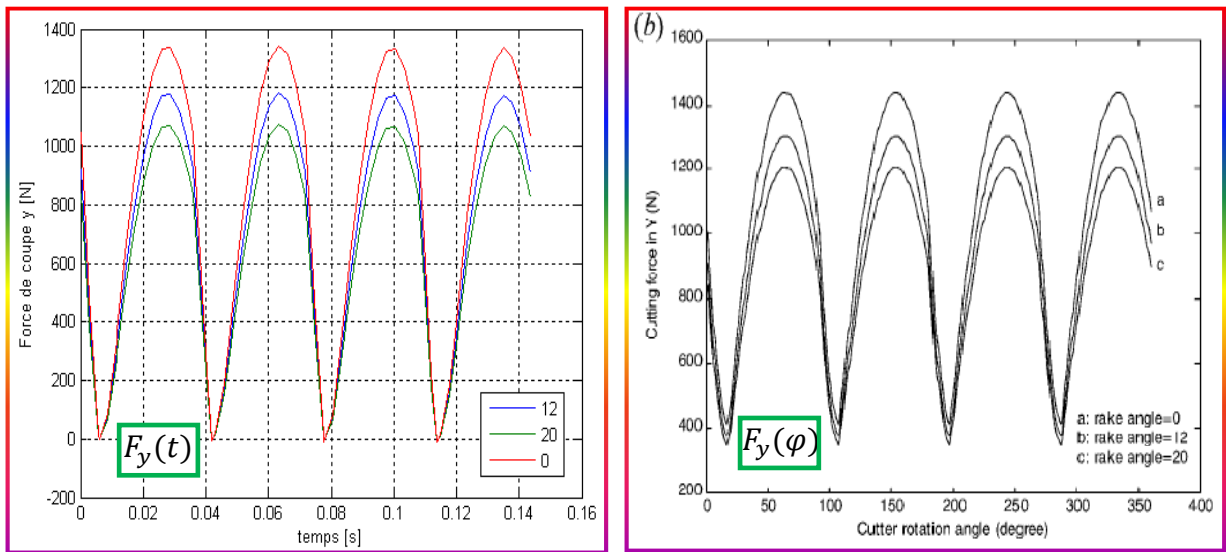 Force de coupe y [N]
1400
1200
1000
800
600
400
200
0
-200
0
0.02
0.04
0.06
0.08
0.1
0.12
0.14
0.16
temps [s]
12
20
0
F_y(t)
(b)
Cutting force in Y (N)
1600
1400
1200
1000
800
600
400
200
0
50
100
150
200
250
300
350
400
Cutter rotation angle (degree)
a
b
c
a: rake angle=0
b: rake angle=12
c: rake angle=20
F_y(φ)